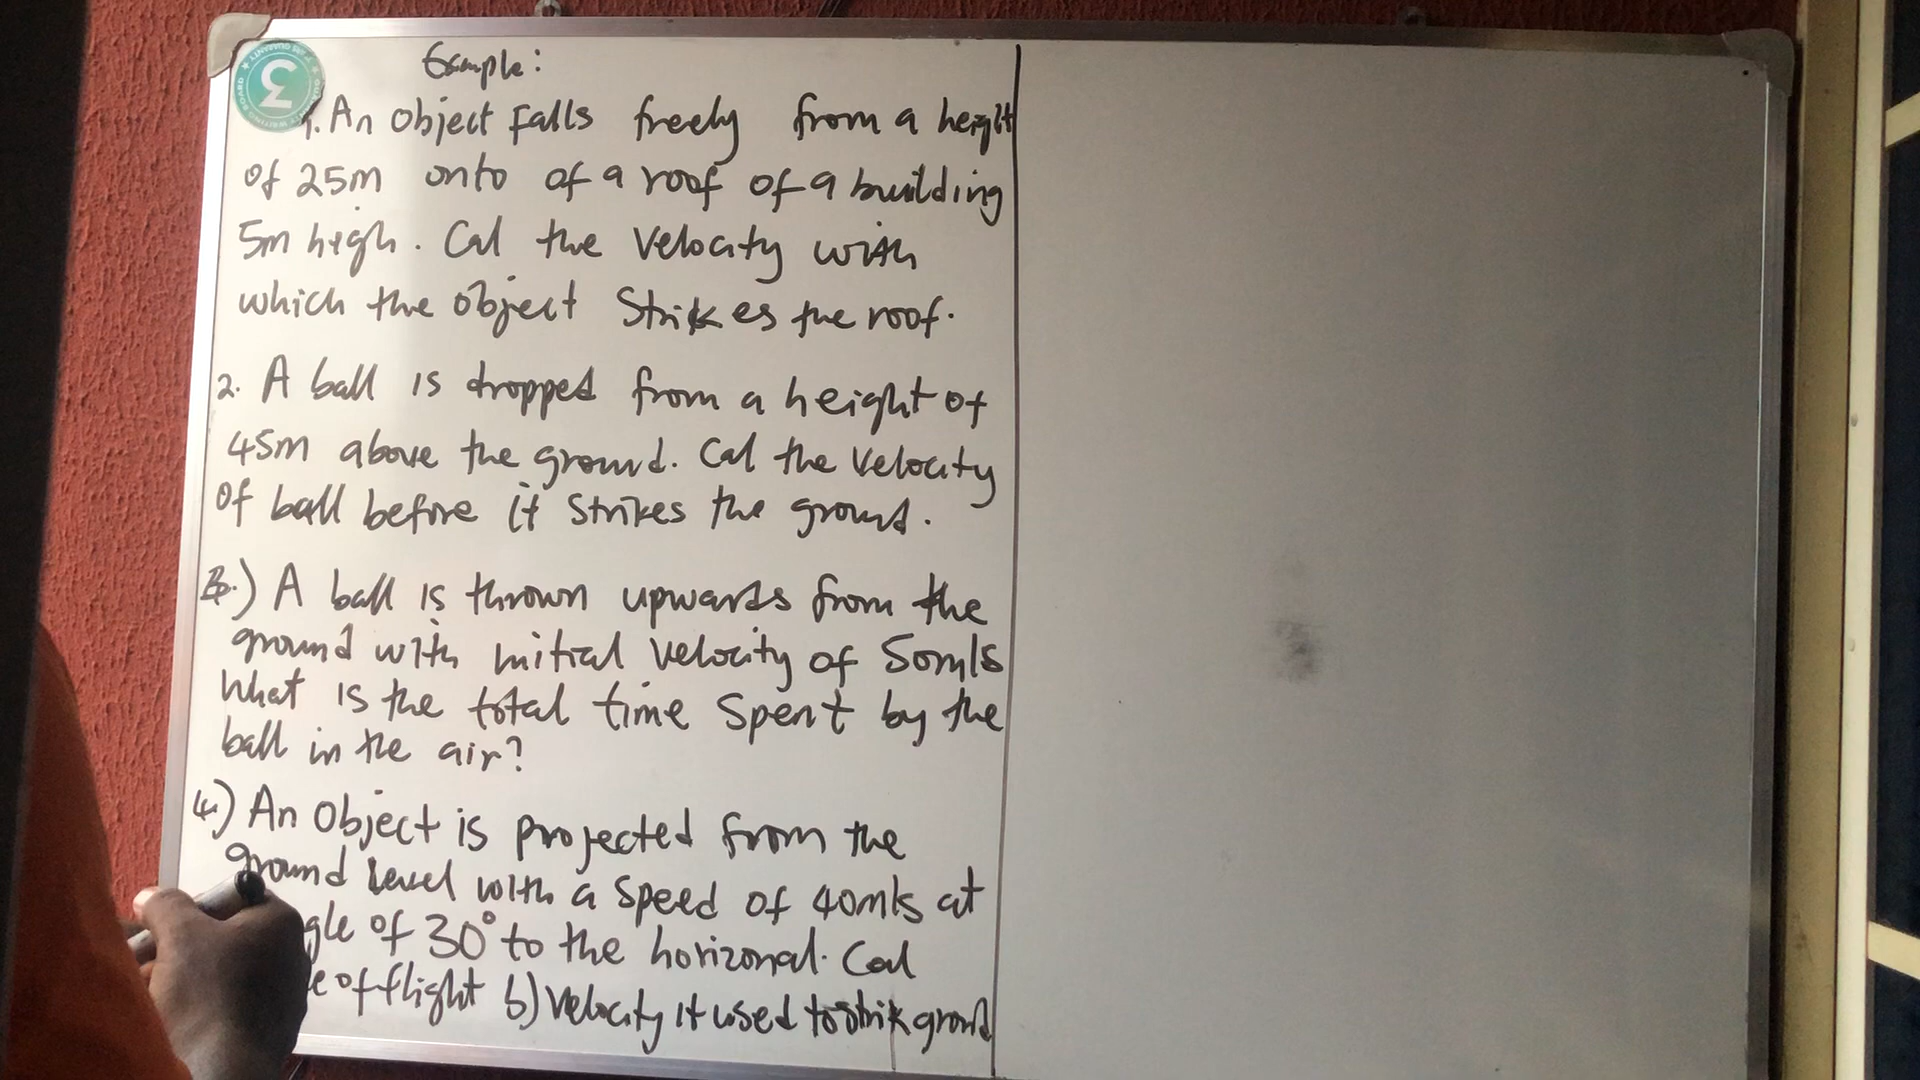 Example:
1. An object falls freely from a height
of 25m onto of a roof of a building
5m high. Cal the velocity with
which the object strikes the roof.
2. A ball is dropped from a height of
45m above the ground. Cal the velocity
of ball before it strikes the ground.
3.) A ball is thrown upwards from the
ground with initial velocity of 50m/s
What is the total time spent by the
ball in the air?
4.) An object is projected from the
ground level with a speed of 40m/s at
gle of 30° to the horizonal. Cal
e of flight b) velocity it used to strik ground